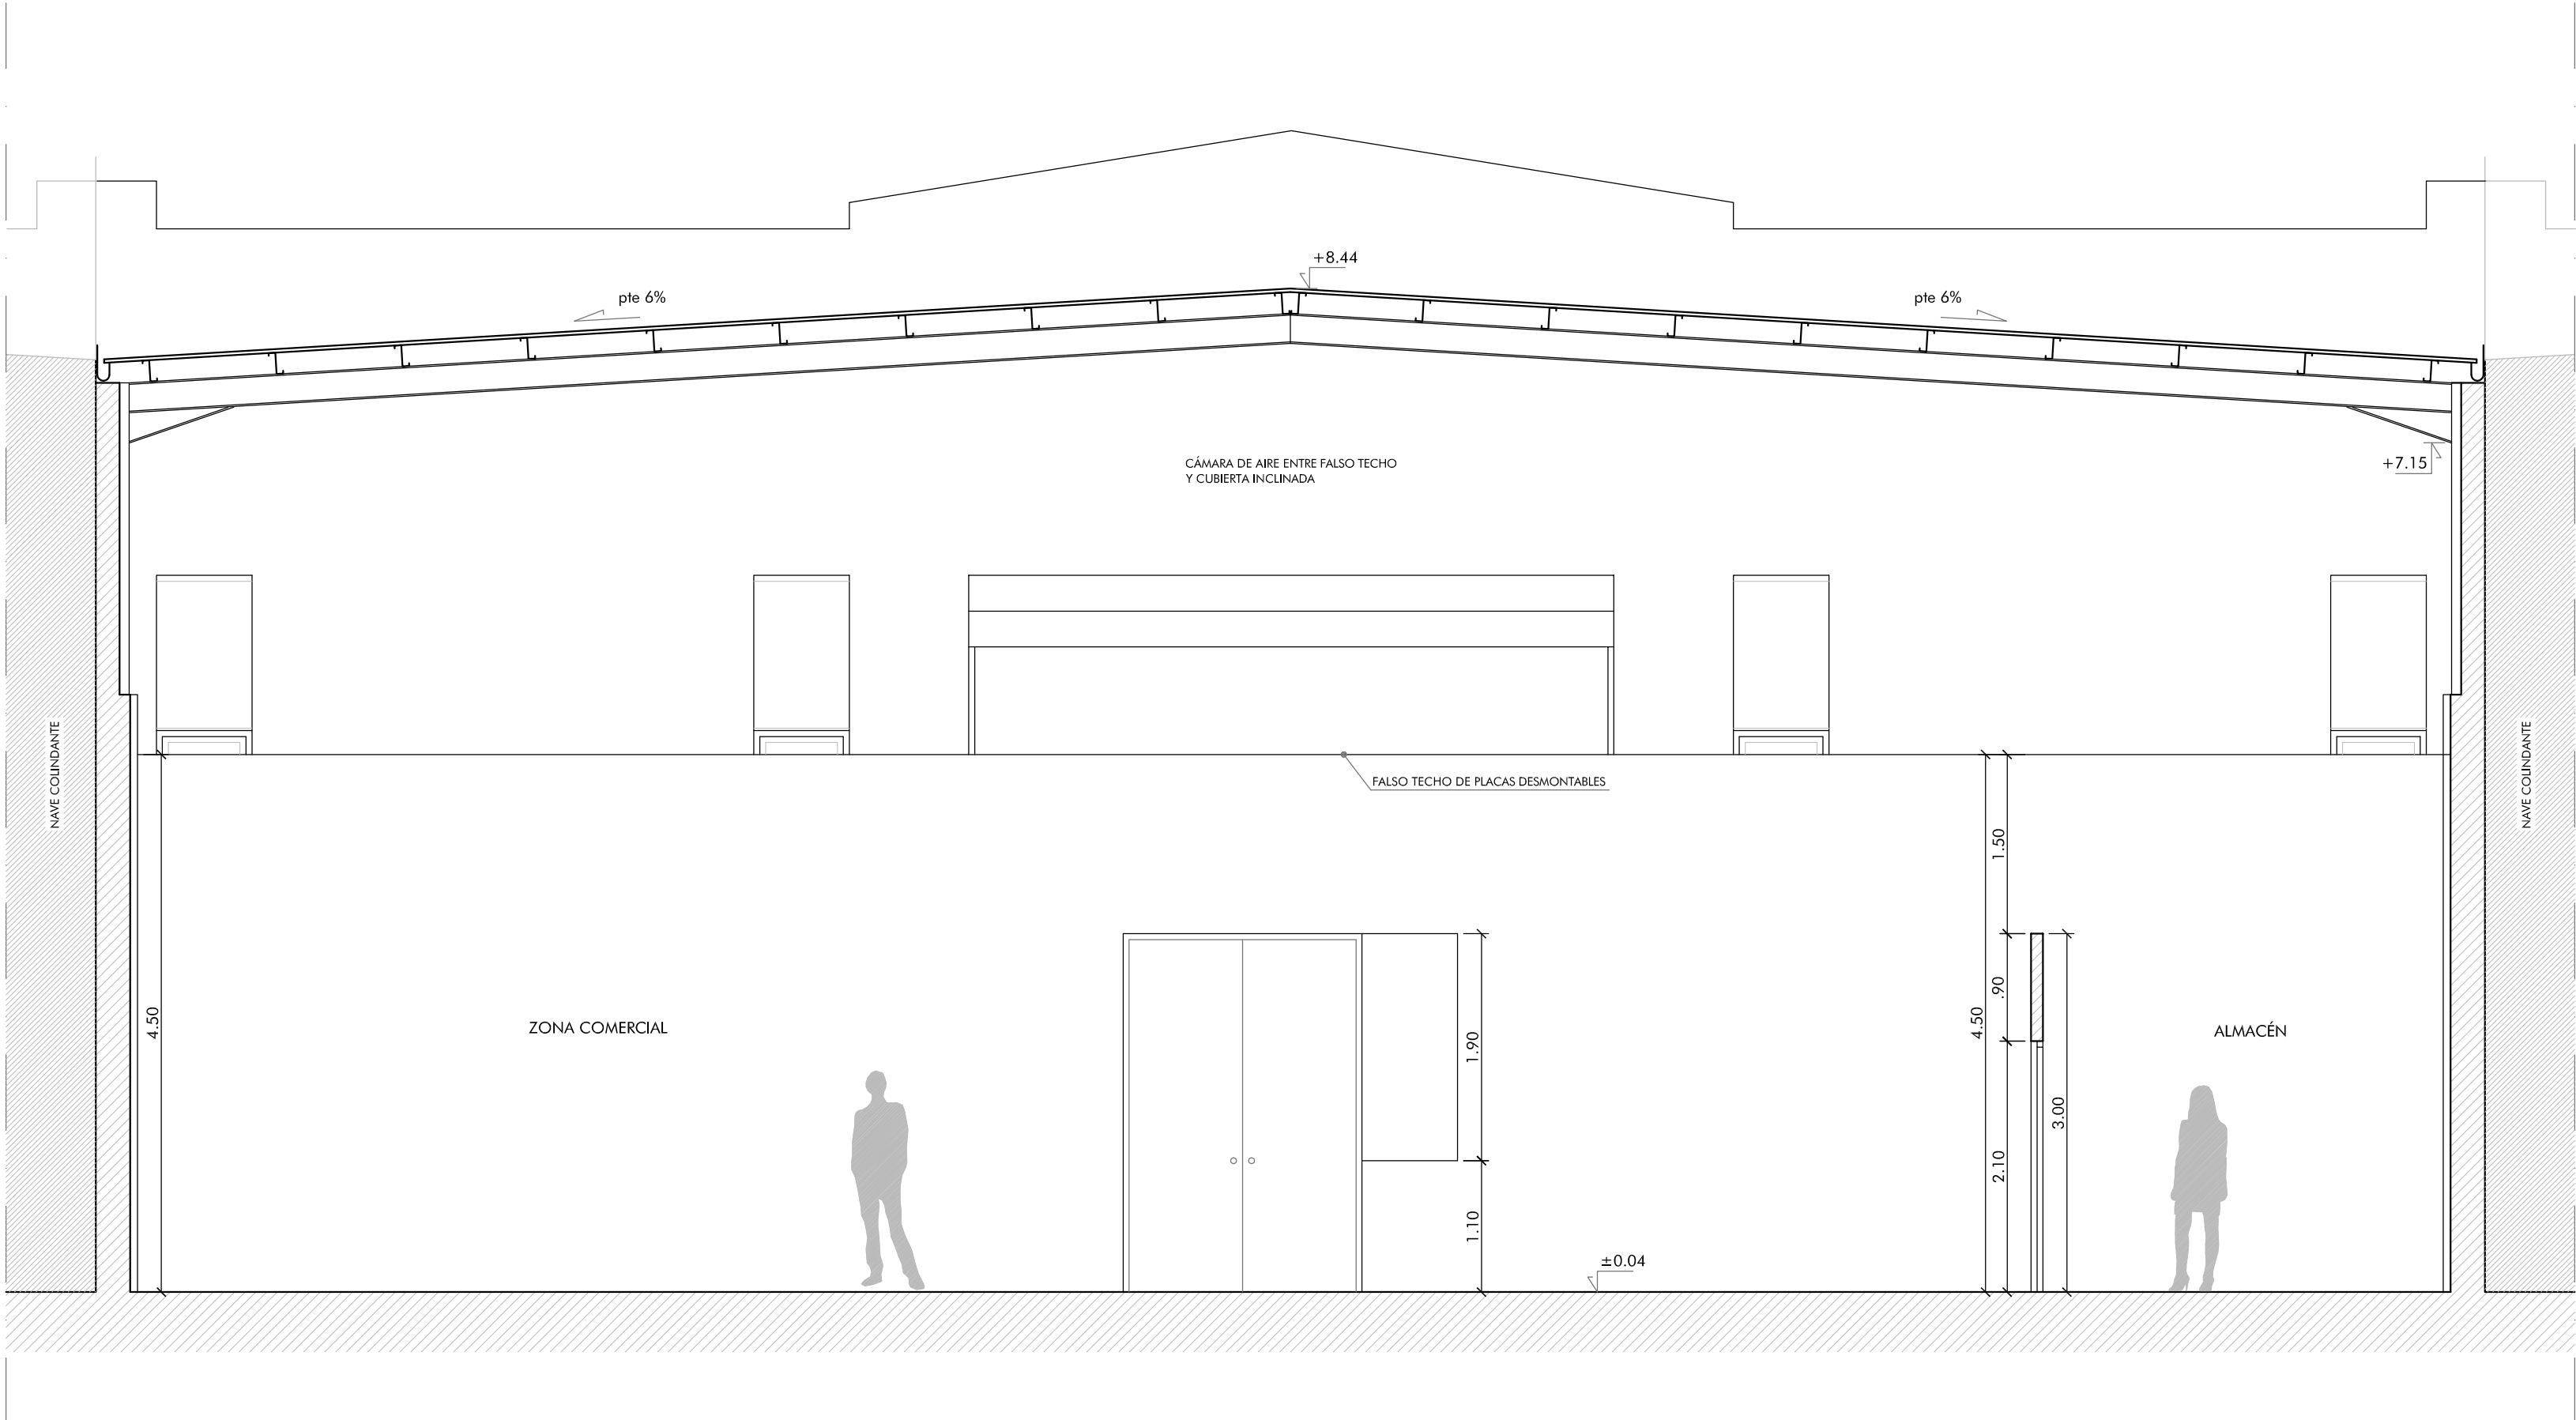 +8.44
pte 6%
pte 6%
CÁMARA DE AIRE ENTRE FALSO TECHO
Y CUBIERTA INCLINADA
+7.15
NAVE COLINDANTE
NAVE COLINDANTE
FALSO TECHO DE PLACAS DESMONTABLES
1.50
.90
4.50
4.50
ZONA COMERCIAL
1.90
ALMACÉN
3.00
2.10
1.10
±0.04